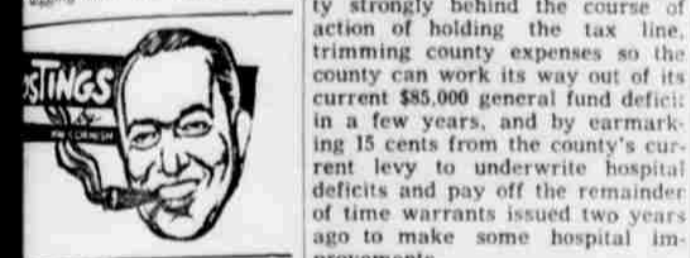 STINGS
ty strongly behind the course of
action of holding the tax line,
trimming county expenses so the
county can work its way out of its
current $85,000 general fund deficit
in a few years, and by earmark-
ing 15 cents from the county's cur-
rent levy to underwrite hospital
deficits and pay off the remainder
of time warrants issued two years
ago to make some hospital im-
provements